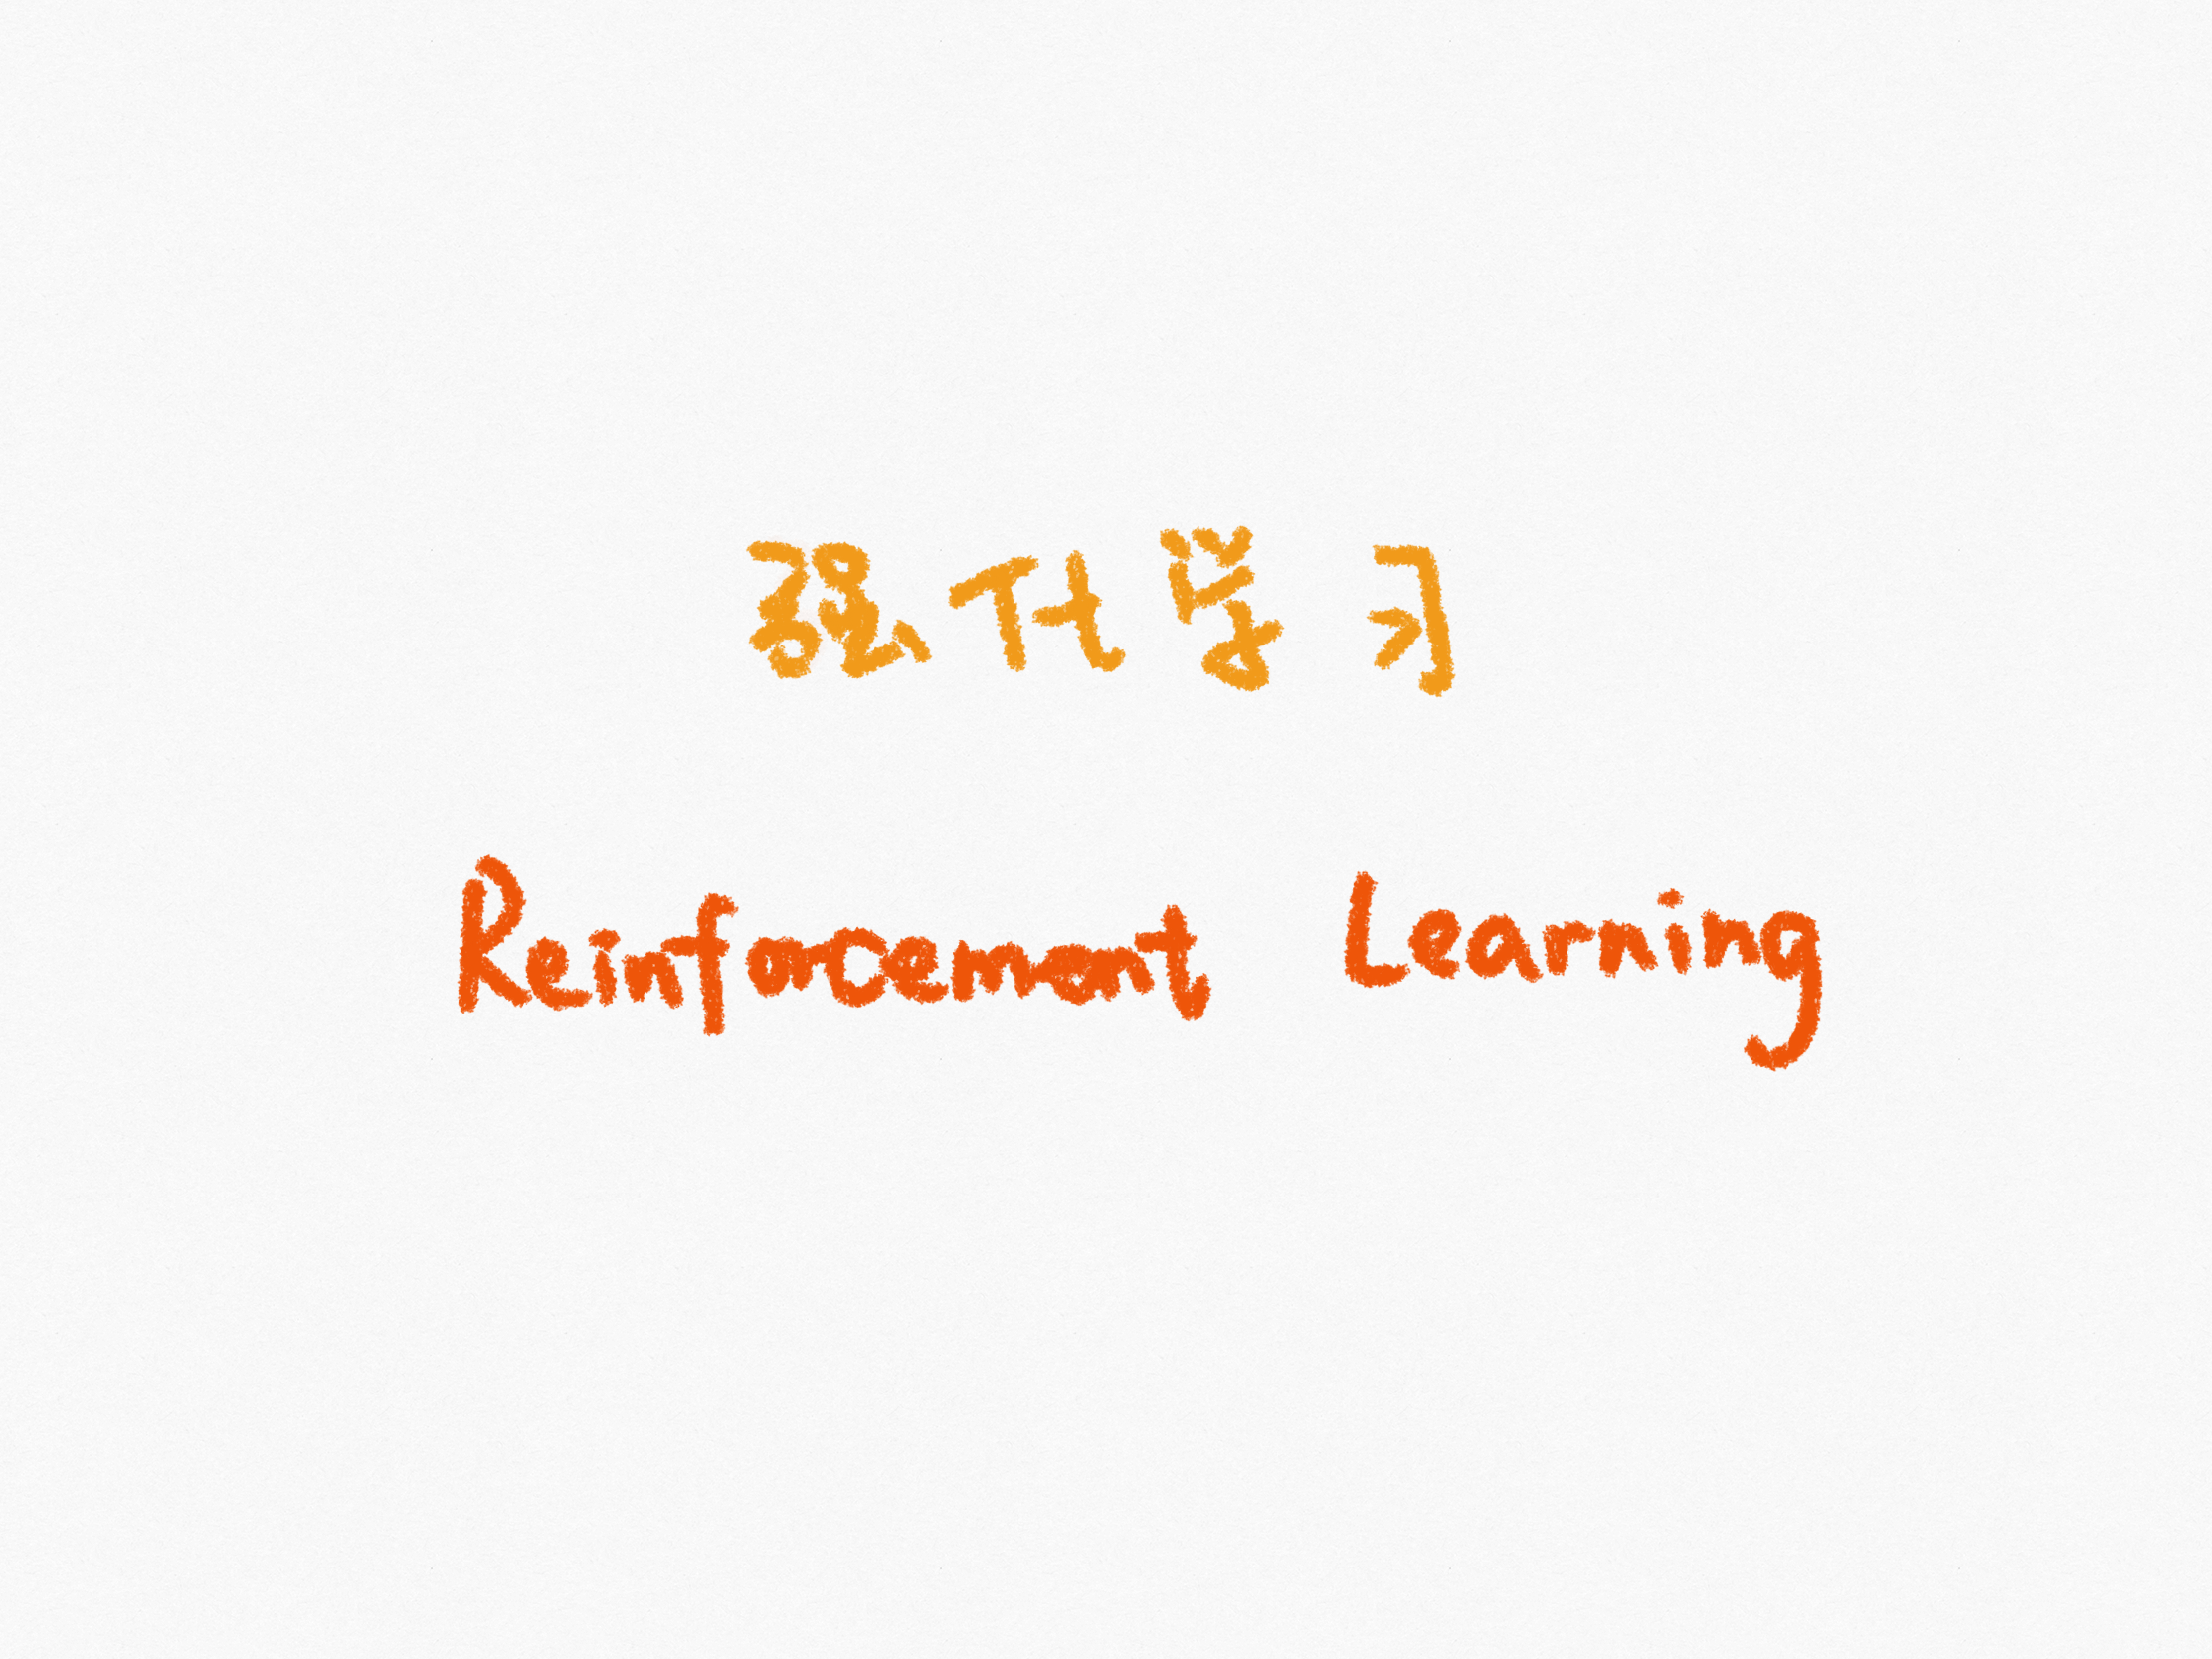 强化学习
Reinforcement Learning